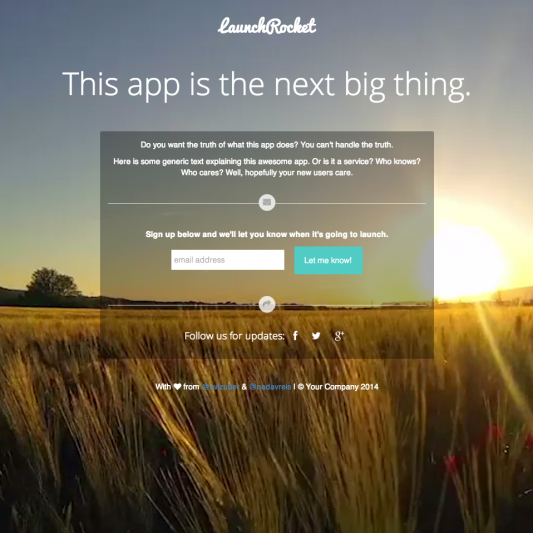 LaunchRocket
This app is the next big thing.
Do you want the truth of what this app does? You can't handle the truth.
Here is some generic text explaining this awesome app. Or is it a service? Who knows?
Who cares? Well, hopefully your new users care.
Sign up below and we'll let you know when it's going to launch.
email address
Let me know!
Follow us for updates:
With ♥ from & @nadavrels | © Your Company 2014